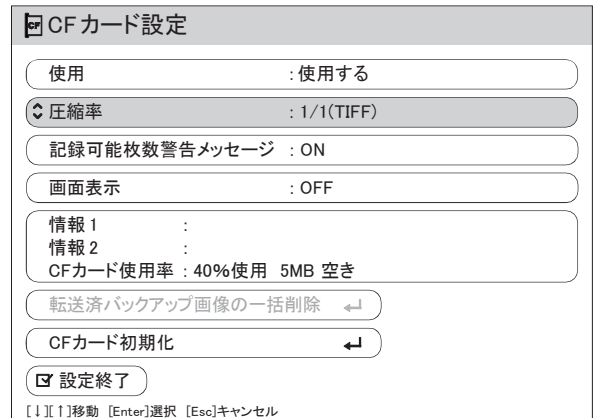 CF CFカード設定
使用 :使用する
圧縮率 :1/1(TIFF)
記録可能枚数警告メッセージ :ON
画面表示 :OFF
情報1 :
情報2 :
CFカード使用率 :40%使用 5MB 空き
転送済バックアップ画像の一括削除
CFカード初期化
設定終了
[↓][↑]移動 [Enter]選択 [Esc]キャンセル